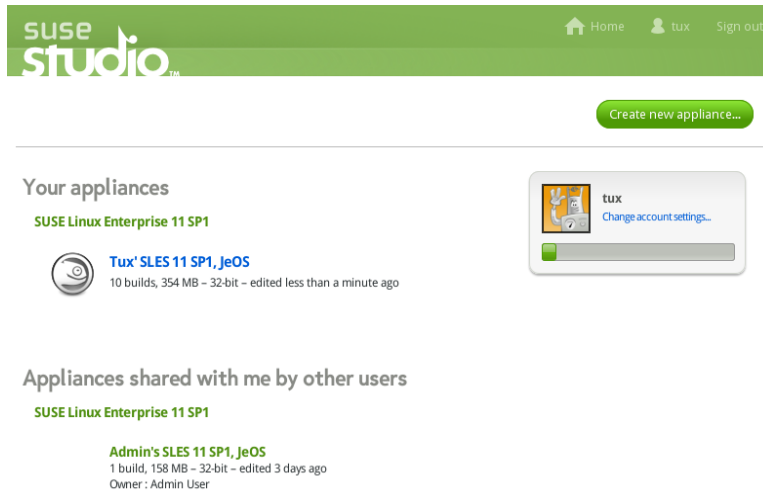 suse
studio™
Home
tux
Sign out
Create new appliance...
Your appliances
SUSE Linux Enterprise 11 SP1
Tux' SLES 11 SP1, JeOS
10 builds, 354 MB – 32-bit – edited less than a minute ago
tux
Change account settings...
Appliances shared with me by other users
SUSE Linux Enterprise 11 SP1
Admin's SLES 11 SP1, JeOS
1 build, 158 MB – 32-bit – edited 3 days ago
Owner : Admin User